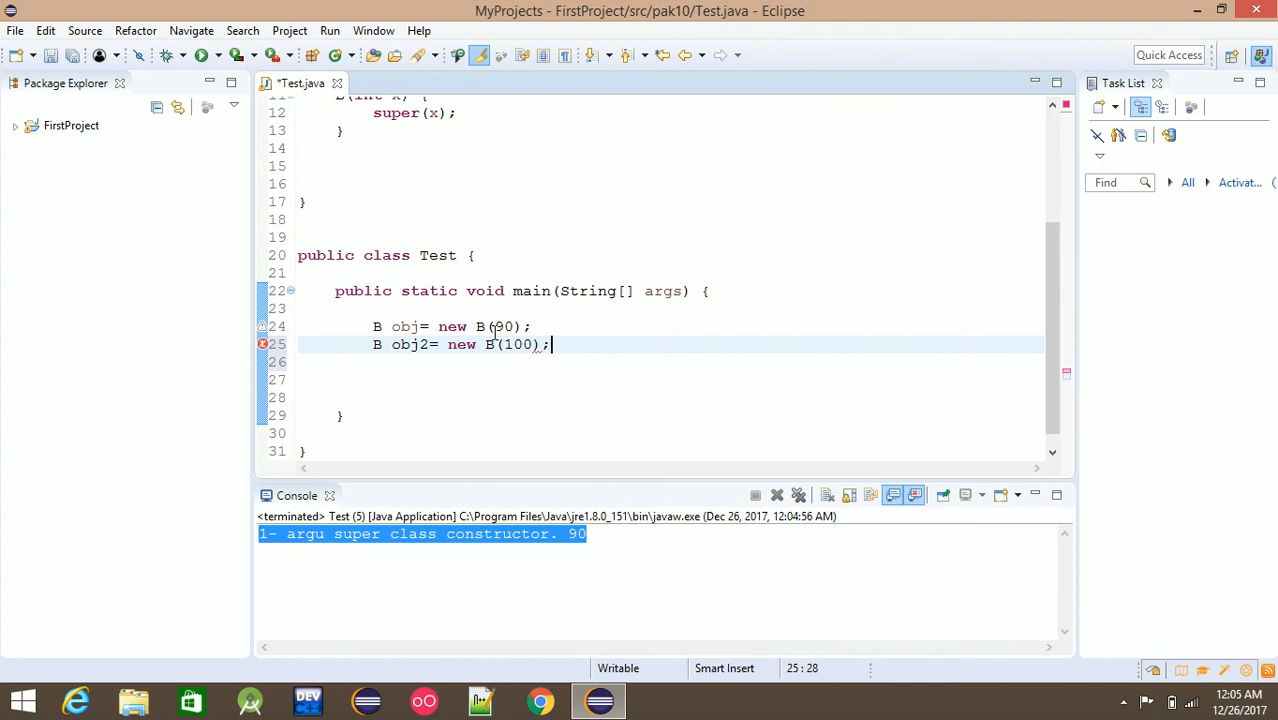 MyProjects - FirstProject/src/pak10/Test.java - Eclipse
File Edit Source Refactor Navigate Search Project Run Window Help
Quick Access
Package Explorer
*Test.java
Task List
FirstProject
11 B(int x) {
12 super(x);
13 }
14
15
16
17 }
18
19
20 public class Test {
21
22 public static void main(String[] args) {
23
24 B obj= new B(90);
25 B obj2= new B(100);
26
27
28
29 }
30
31 }
Find All Activat...
Console
<terminated> Test (5) [Java Application] C:\Program Files\Java\jre1.8.0_151\bin\javaw.exe (Dec 26, 2017, 12:04:56 AM)
1- argu super class constructor. 90
Writable Smart Insert 25 : 28
DEV
12:05 AM
12/26/2017